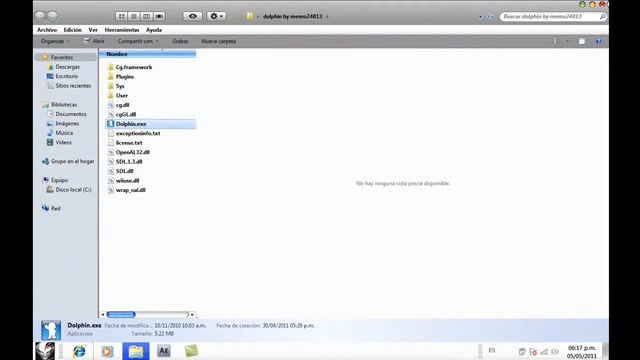 dolphin by memo24813
Buscar dolphin by memo24813
Archivo Edición Ver Herramientas Ayuda
Organizar Abrir Compartir con Grabar Nueva carpeta
Nombre
Favoritos
Descargas
Escritorio
Sitios recientes
Bibliotecas
Documentos
Imágenes
Música
Vídeos
Grupo en el hogar
Equipo
Disco local (C:)
Red
Cg.framework
Plugins
Sys
User
cg.dll
cgGL.dll
Dolphin.exe
exceptioninfo.txt
license.txt
OpenAL32.dll
SDL1.3.dll
SDL.dll
wiiuse.dll
wrap_oal.dll
No hay ninguna vista previa disponible.
Dolphin.exe Fecha de modifica... 10/11/2010 10:03 a.m. Fecha de creación: 30/04/2011 05:29 p.m.
Aplicación Tamaño: 5.22 MB
AE
ES
06:17 p.m.
05/05/2011